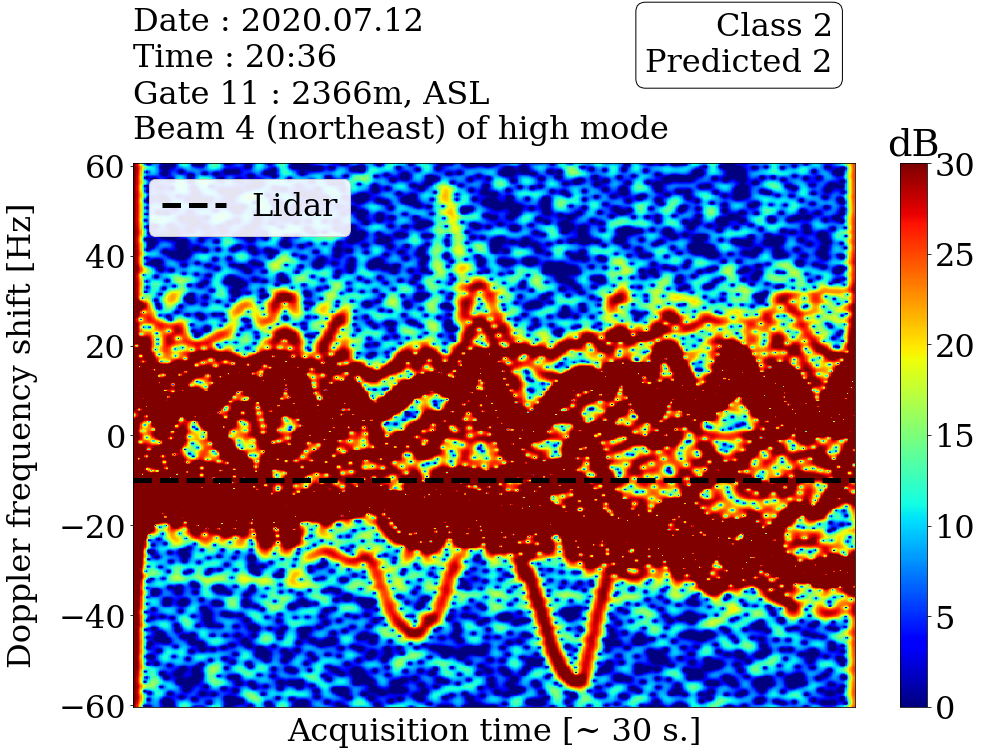 Date : 2020.07.12
Time : 20:36
Gate 11 : 2366m, ASL
Beam 4 (northeast) of high mode
Class 2
Predicted 2
dB
Lidar
60
40
20
0
−20
−40
−60
Doppler frequency shift [Hz]
Acquisition time [~ 30 s.]
30
25
20
15
10
5
0